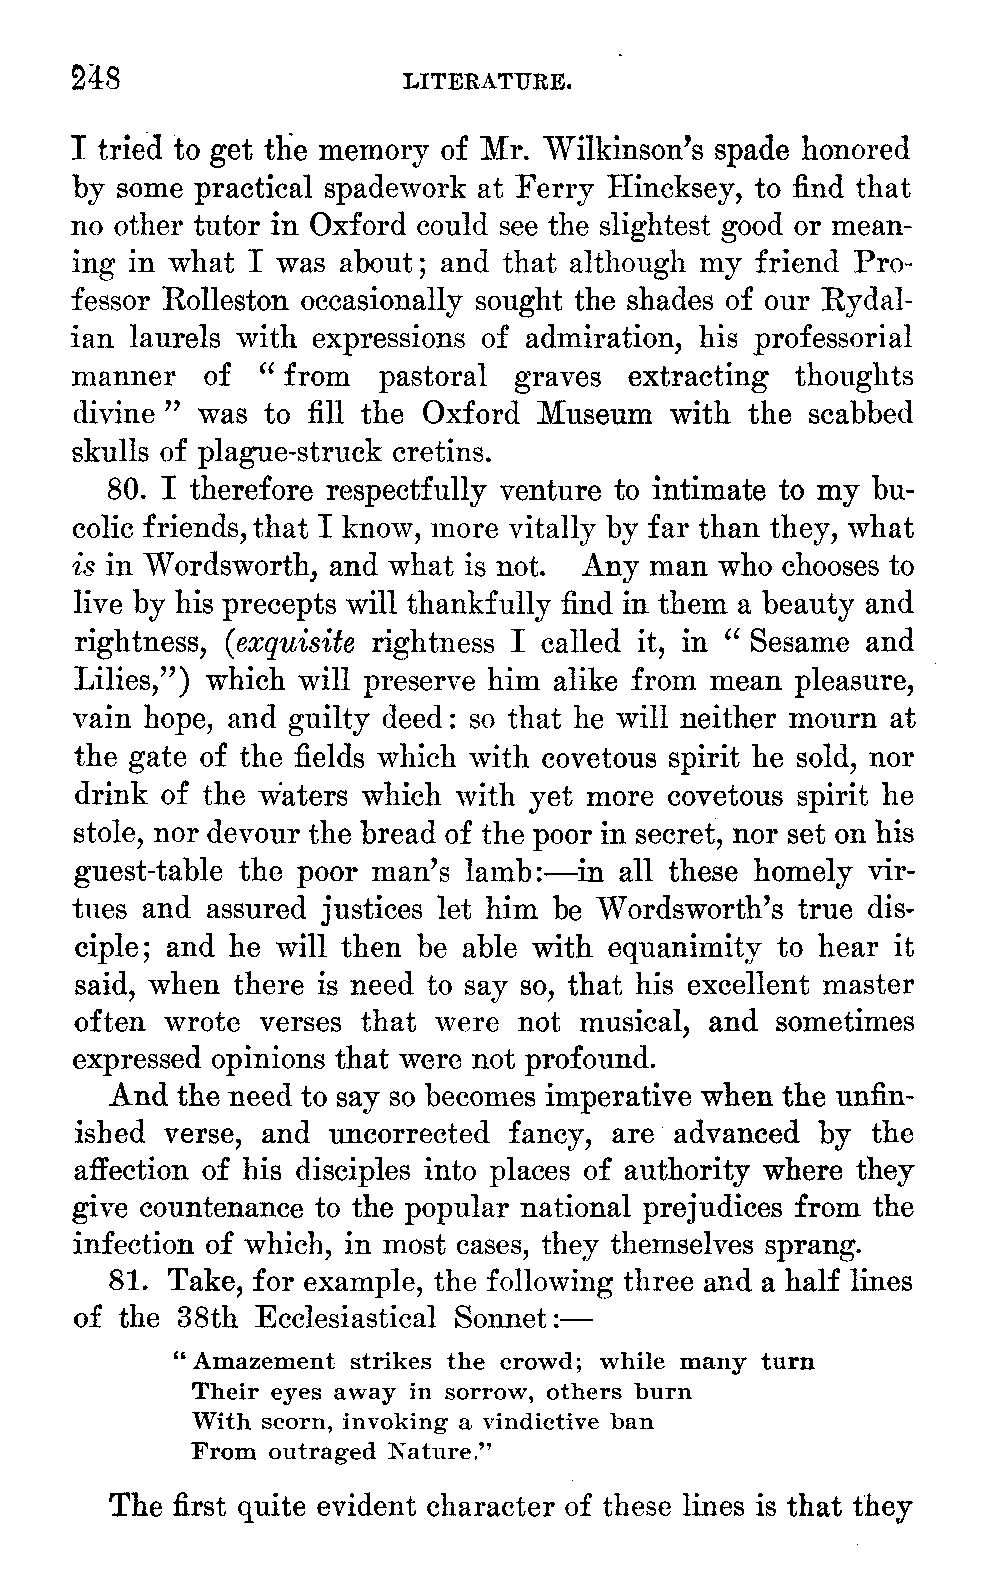 248 LITERATURE.
I tried to get the memory of Mr. Wilkinson's spade honored
by some practical spadework at Ferry Hincksey, to find that
no other tutor in Oxford could see the slightest good or mean-
ing in what I was about; and that although my friend Pro-
fessor Rolleston occasionally sought the shades of our Rydal-
ian laurels with expressions of admiration, his professorial
manner of "from pastoral graves extracting thoughts
divine" was to fill the Oxford Museum with the scabbed
skulls of plague-struck cretins.
80. I therefore respectfully venture to intimate to my bu-
colic friends, that I know, more vitally by far than they, what
is in Wordsworth, and what is not. Any man who chooses to
live by his precepts will thankfully find in them a beauty and
rightness, (exquisite rightness I called it, in "Sesame and
Lilies,") which will preserve him alike from mean pleasure,
vain hope, and guilty deed: so that he will neither mourn at
the gate of the fields which with covetous spirit he sold, nor
drink of the waters which with yet more covetous spirit he
stole, nor devour the bread of the poor in secret, nor set on his
guest-table the poor man's lamb:—in all these homely vir-
tues and assured justices let him be Wordsworth's true dis-
ciple; and he will then be able with equanimity to hear it
said, when there is need to say so, that his excellent master
often wrote verses that were not musical, and sometimes
expressed opinions that were not profound.
And the need to say so becomes imperative when the unfin-
ished verse, and uncorrected fancy, are advanced by the
affection of his disciples into places of authority where they
give countenance to the popular national prejudices from the
infection of which, in most cases, they themselves sprang.
81. Take, for example, the following three and a half lines
of the 38th Ecclesiastical Sonnet:—
"Amazement strikes the crowd; while many turn
Their eyes away in sorrow, others burn
With scorn, invoking a vindictive ban
From outraged Nature."
The first quite evident character of these lines is that they